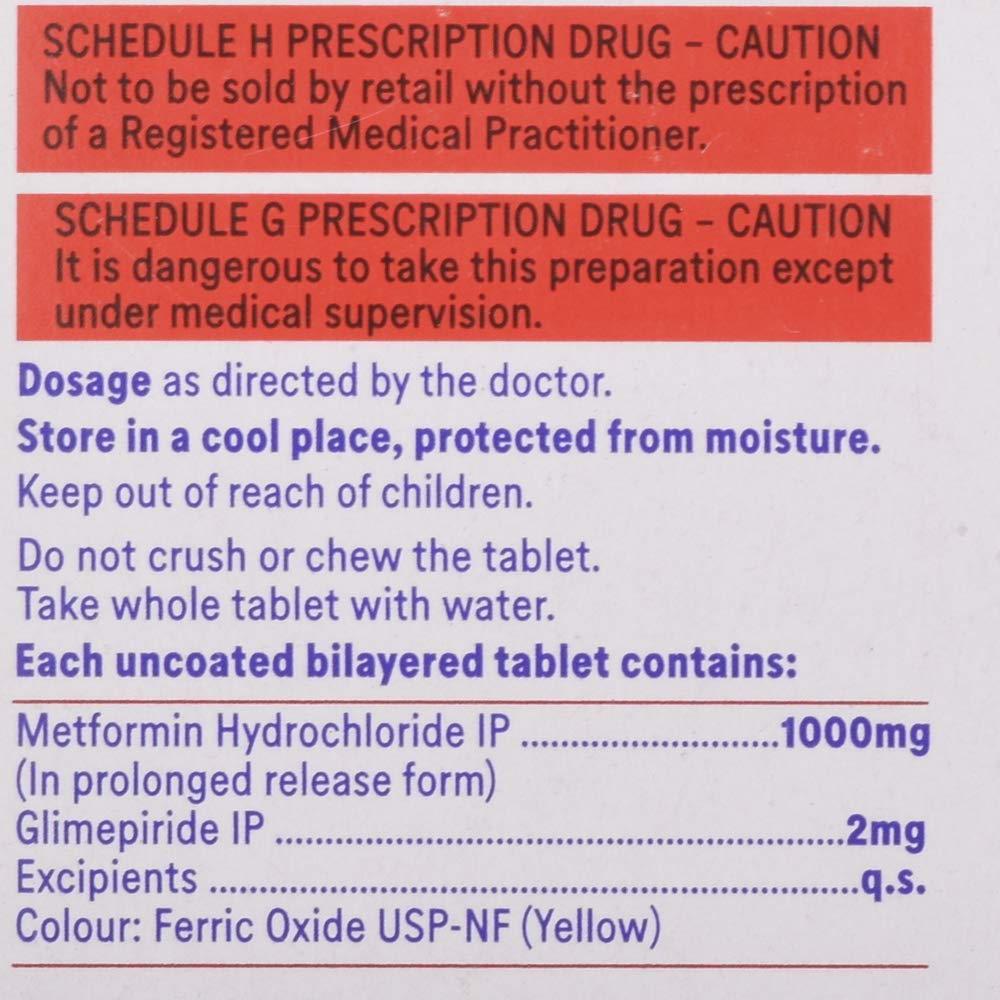 SCHEDULE H PRESCRIPTION DRUG – CAUTION
Not to be sold by retail without the prescription
of a Registered Medical Practitioner.
SCHEDULE G PRESCRIPTION DRUG – CAUTION
It is dangerous to take this preparation except
under medical supervision.
Dosage as directed by the doctor.
Store in a cool place, protected from moisture.
Keep out of reach of children.
Do not crush or chew the tablet.
Take whole tablet with water.
Each uncoated bilayered tablet contains:
Metformin Hydrochloride IP ..........................1000mg
(In prolonged release form)
Glimepiride IP ..........................................................2mg
Excipients ..................................................................q.s.
Colour: Ferric Oxide USP-NF (Yellow)